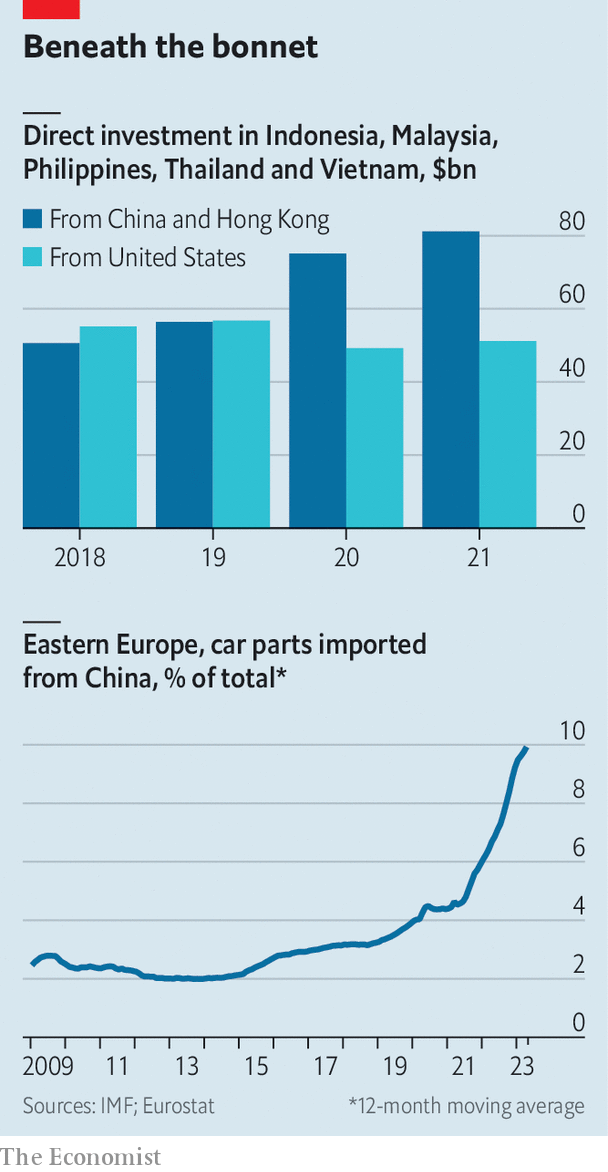 Beneath the bonnet
Direct investment in Indonesia, Malaysia,
Philippines, Thailand and Vietnam, $bn
From China and Hong Kong
From United States
80
60
40
20
0
2018 19 20 21
Eastern Europe, car parts imported
from China, % of total*
10
8
6
4
2
0
2009 11 13 15 17 19 21 23
Sources: IMF; Eurostat *12-month moving average
The Economist